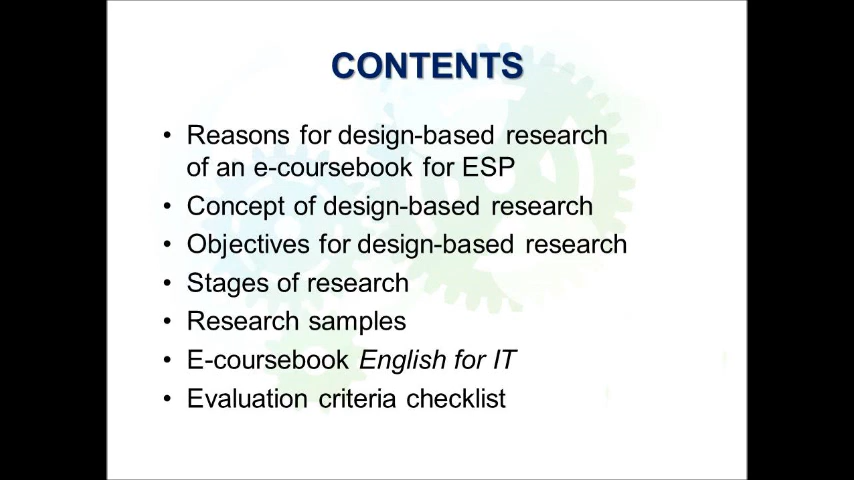 CONTENTS
• Reasons for design-based research
of an e-coursebook for ESP
• Concept of design-based research
• Objectives for design-based research
• Stages of research
• Research samples
• E-coursebook English for IT
• Evaluation criteria checklist